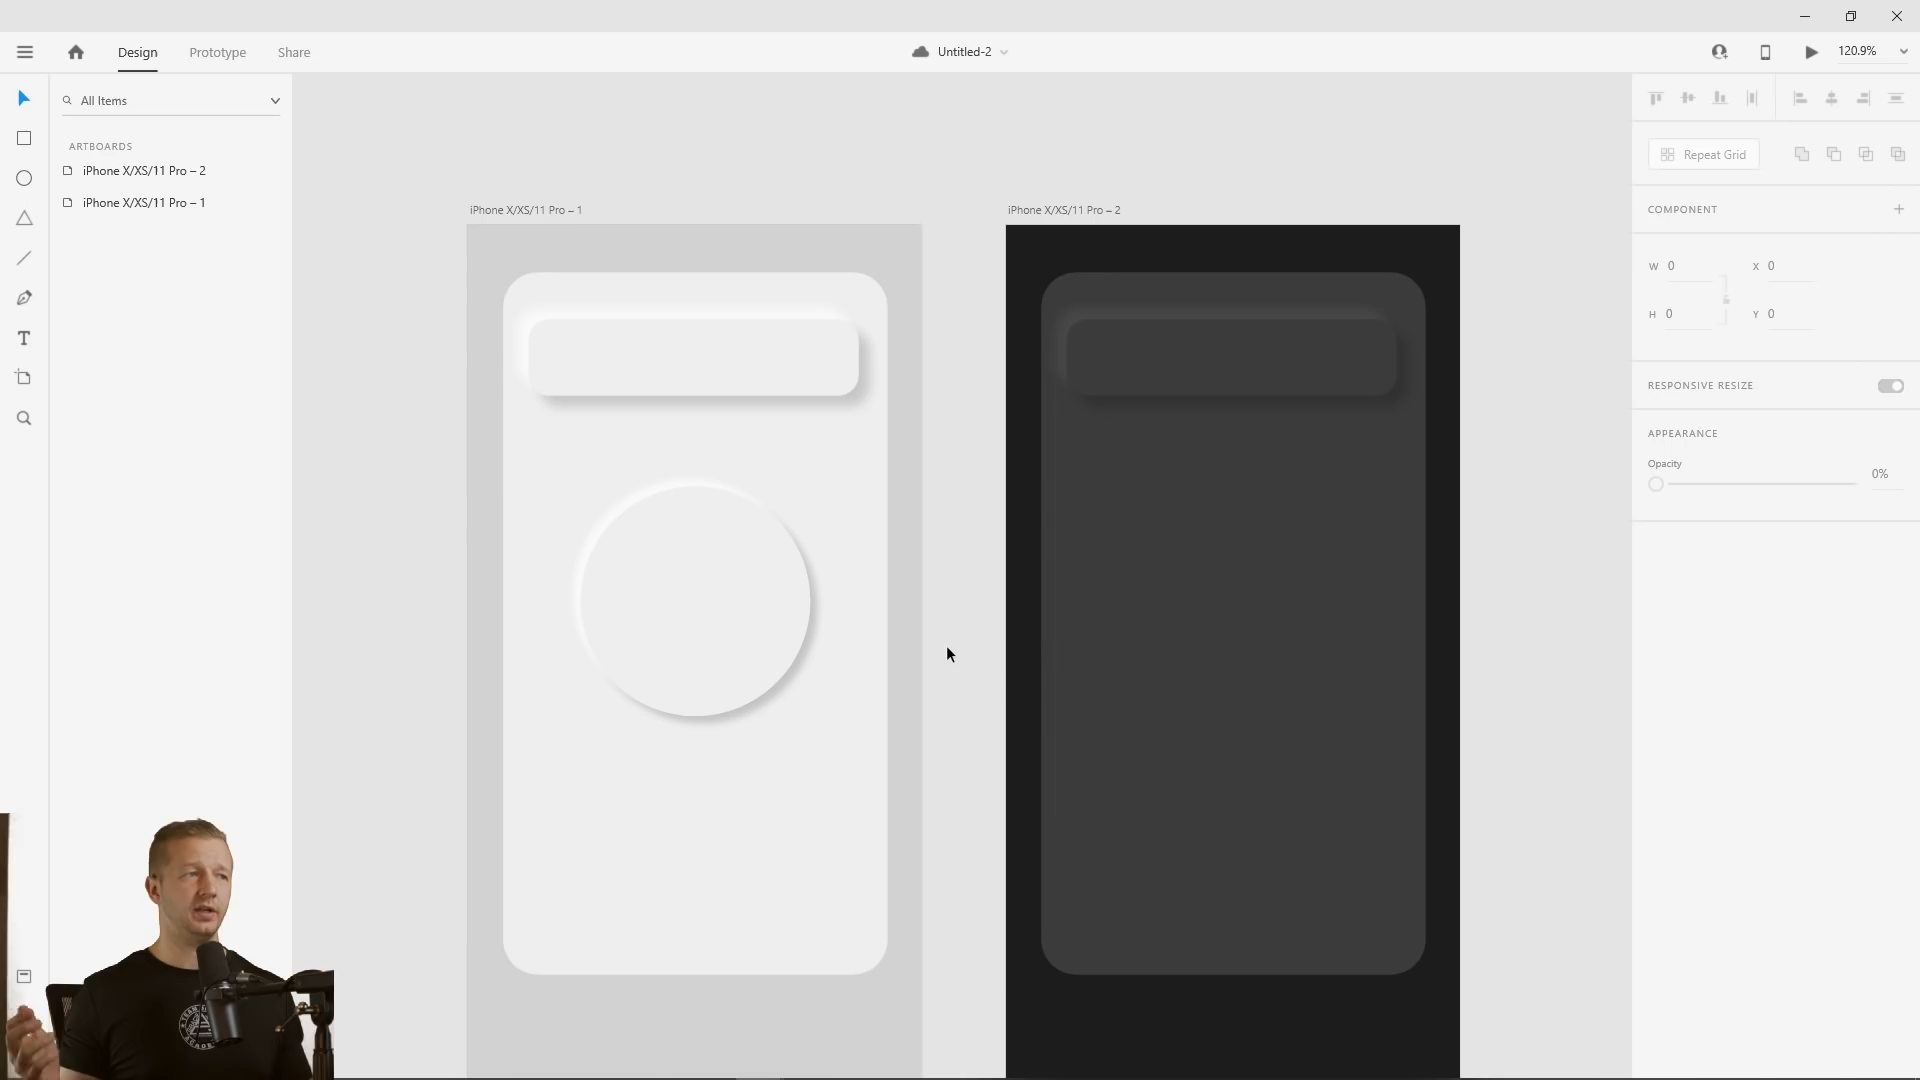 Design
Prototype
Share
Untitled-2
120.9%
All Items
ARTBOARDS
iPhone X/XS/11 Pro – 2
iPhone X/XS/11 Pro – 1
iPhone X/XS/11 Pro – 1
iPhone X/XS/11 Pro – 2
Repeat Grid
COMPONENT
W 0
X 0
H 0
Y 0
RESPONSIVE RESIZE
APPEARANCE
Opacity
0%